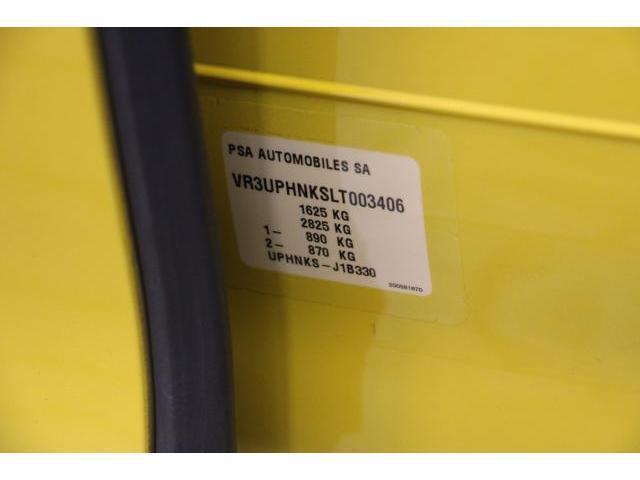 PSA AUTOMOBILES SA
VR3UPHNKSLT003406
1625 KG
2825 KG
1- 890 KG
2- 870 KG
UPHNKS-J1B330